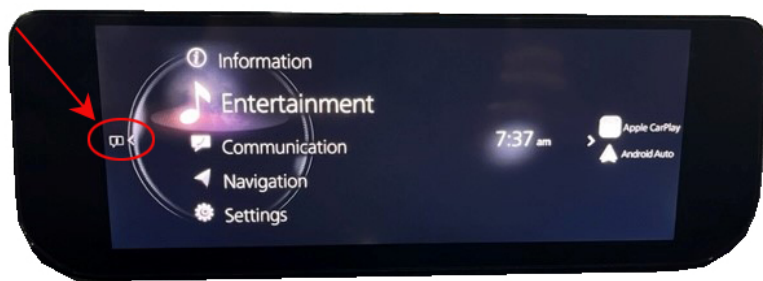 Information
Entertainment
Communication
Navigation
Settings
7:37 am
Apple CarPlay
Android Auto